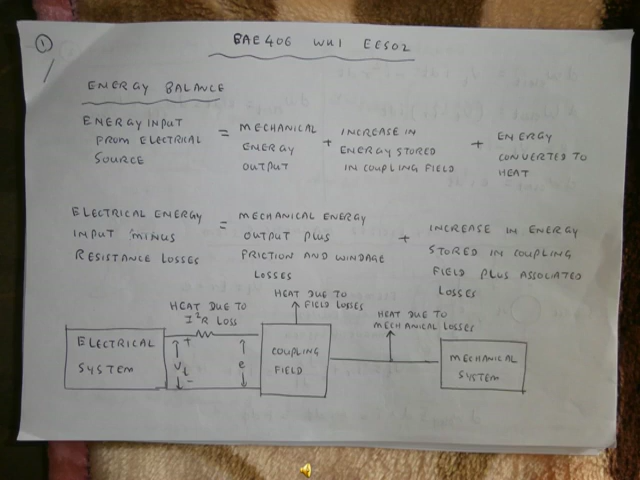 1
EAE406 WK1 EES02
ENERGY BALANCE
ENERGY INPUT FROM ELECTRICAL SOURCE = MECHANICAL ENERGY OUTPUT + INCREASE IN ENERGY STORED IN COUPLING FIELD + ENERGY CONVERTED TO HEAT
ELECTRICAL ENERGY INPUT MINUS RESISTANCE LOSSES = MECHANICAL ENERGY OUTPUT PLUS FRICTION AND WINDAGE LOSSES + INCREASE IN ENERGY STORED IN COUPLING FIELD PLUS ASSOCIATED LOSSES
HEAT DUE TO
I²R LOSS
HEAT DUE TO
FIELD LOSSES
HEAT DUE TO
MECHANICAL LOSSES
ELECTRICAL
SYSTEM
+
Vt
-
e
COUPLING
FIELD
MECHANICAL
SYSTEM